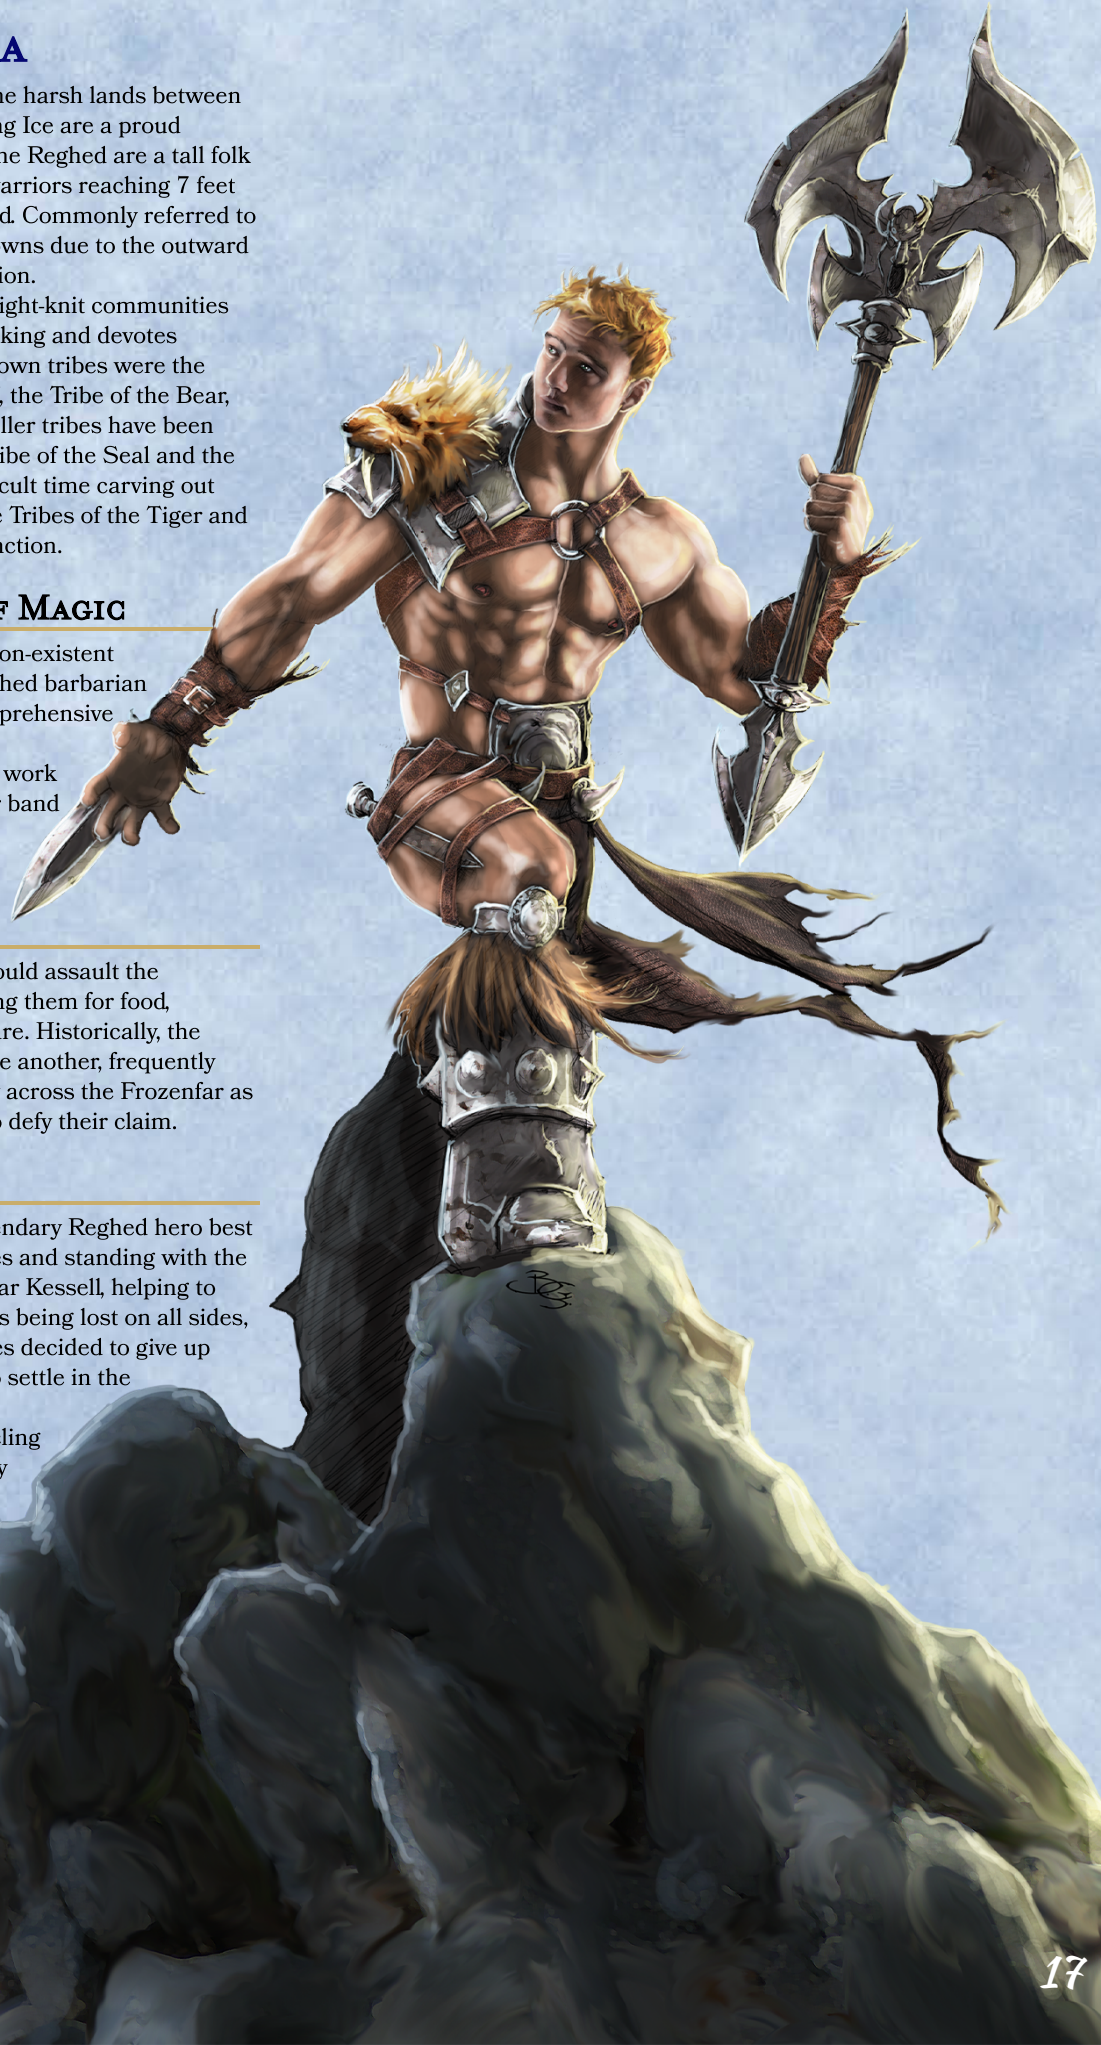 A
he harsh lands between
ng Ice are a proud
he Reghed are a tall folk
warriors reaching 7 feet
d. Commonly referred to
owns due to the outward
ion.
ight-knit communities
king and devotes
own tribes were the
, the Tribe of the Bear,
ller tribes have been
ibe of the Seal and the
cult time carving out
e Tribes of the Tiger and
nction.
f Magic
on-existent
hed barbarian
prehensive
work
band
ould assault the
ng them for food,
are. Historically, the
e another, frequently
across the Frozenfar as
o defy their claim.
endary Reghed hero best
es and standing with the
ar Kessell, helping to
s being lost on all sides,
es decided to give up
o settle in the
ling
y
17